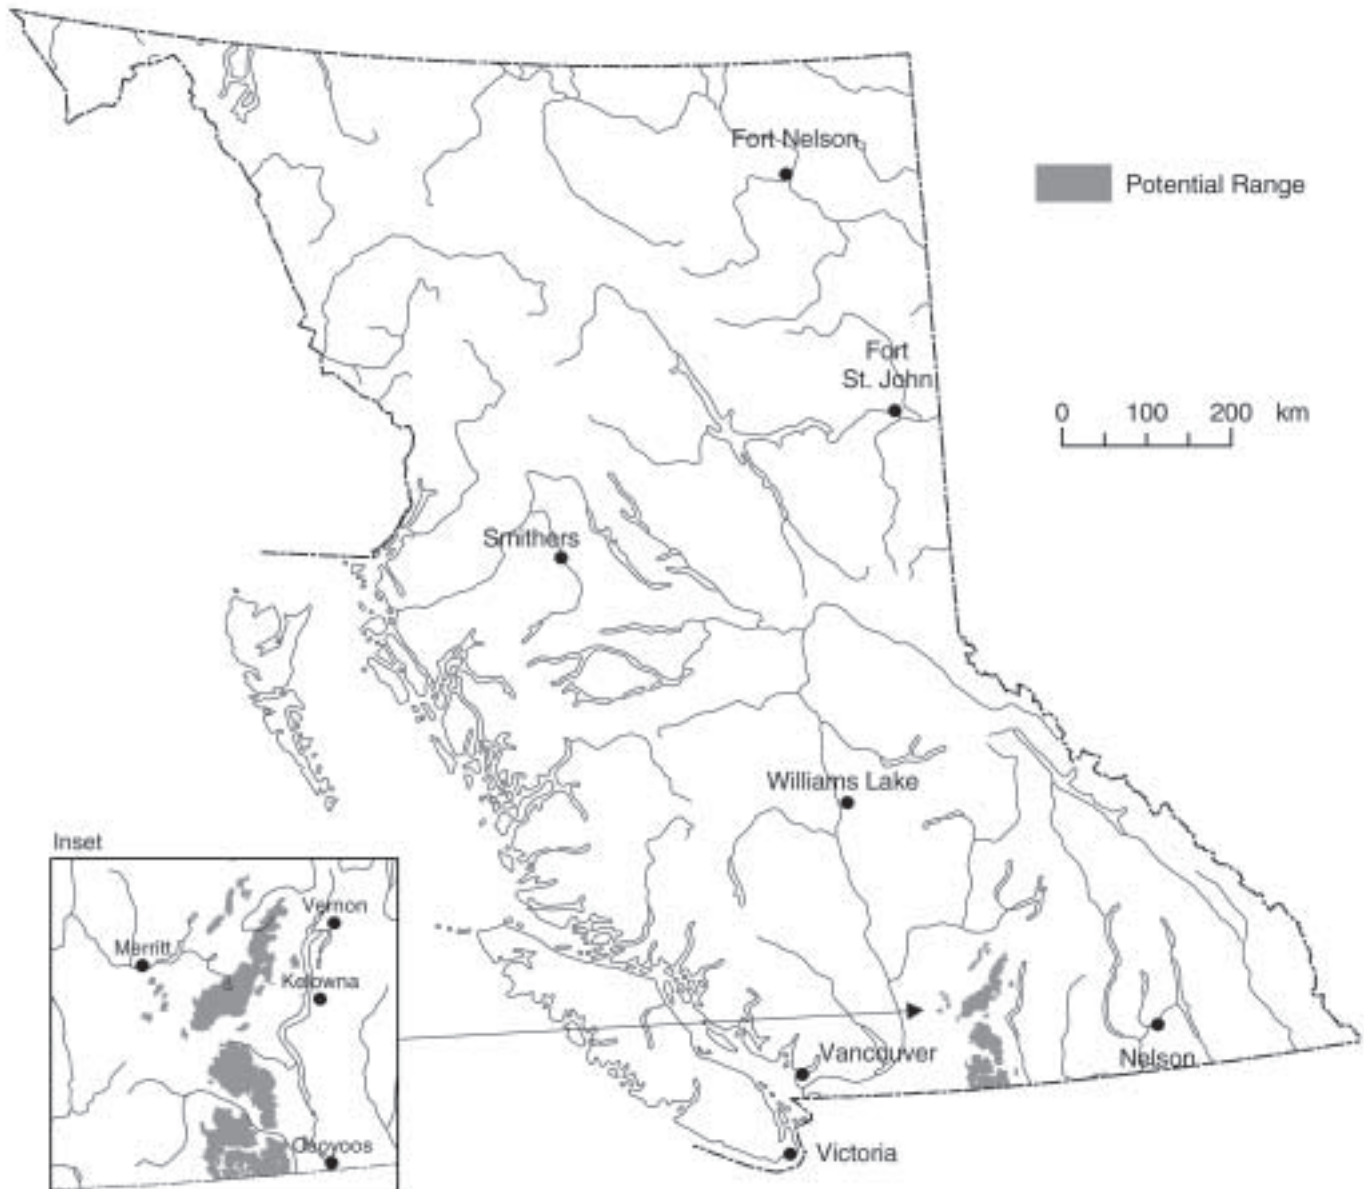 Fort Nelson
Potential Range
Fort
St. John
0 100 200 km
Smithers
Williams Lake
Inset
Vernon
Merritt
Kelowna
Vancouver
Nelson
Osoyoos
Victoria